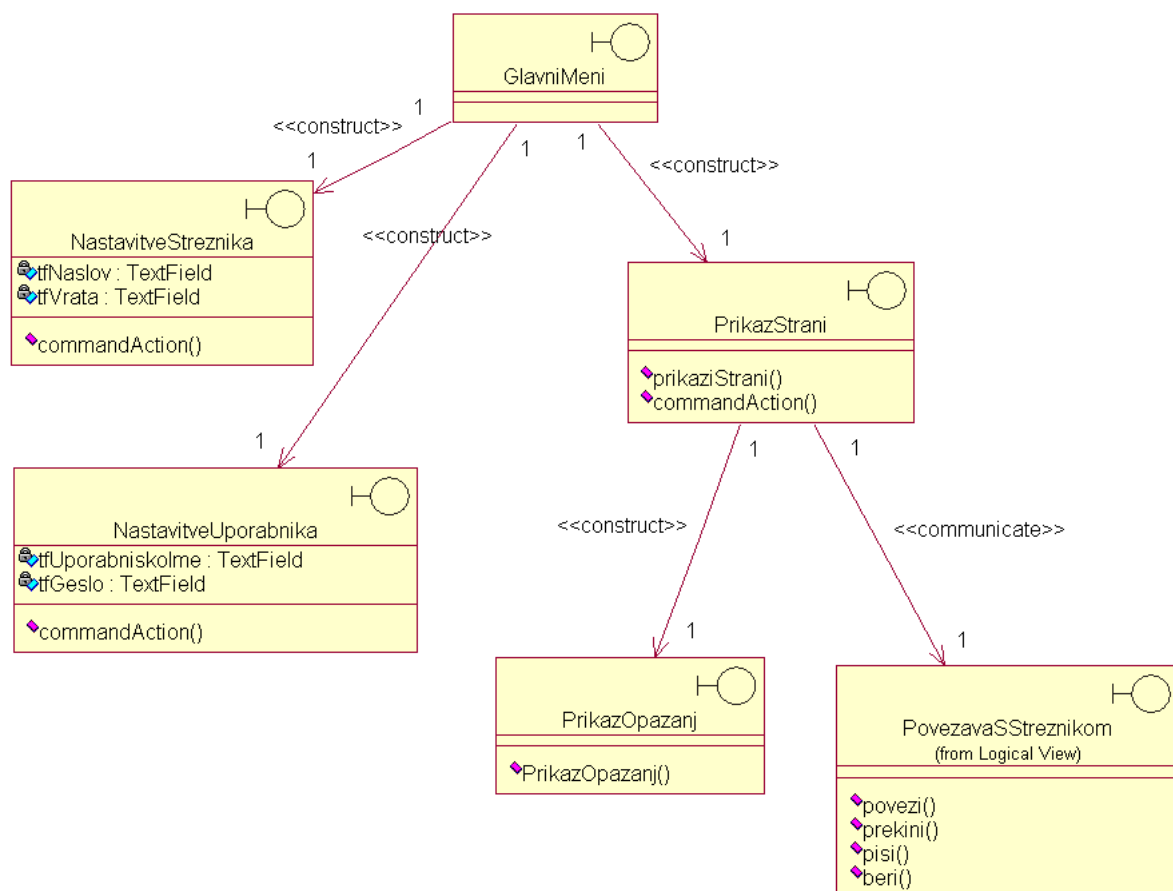 GlavniMeni
1
<<construct>>
1
1
<<construct>>
1
1
<<construct>>
1
NastavitveStreznika
tfNaslov : TextField
tfVrata : TextField
commandAction()
PrikazStrani
prikaziStrani()
commandAction()
NastavitveUporabnika
tfUporabniskoIme : TextField
tfGeslo : TextField
commandAction()
1
<<construct>>
1
1
<<communicate>>
1
PrikazOpazanj
PrikazOpazanj()
PovezavaSStreznikom
(from Logical View)
povezi()
prekini()
pisi()
beri()